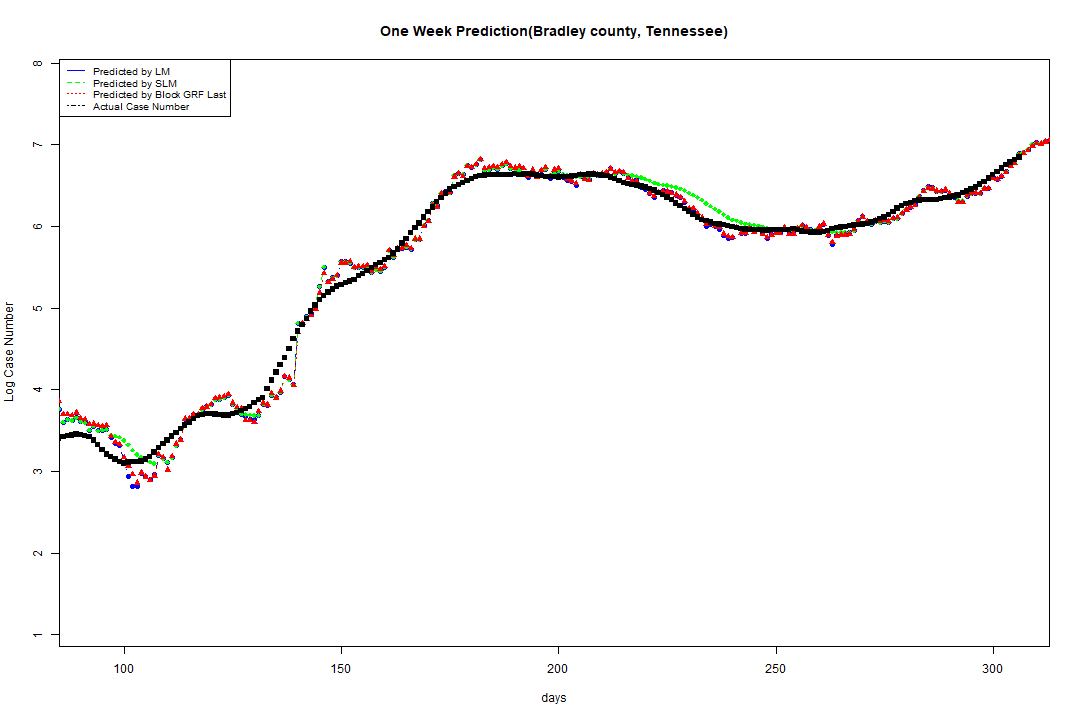 One Week Prediction(Bradley county, Tennessee)
Predicted by LM
Predicted by SLM
Predicted by Block GRF Last
Actual Case Number
8
7
6
5
4
3
2
1
Log Case Number
100 150 200 250 300
days